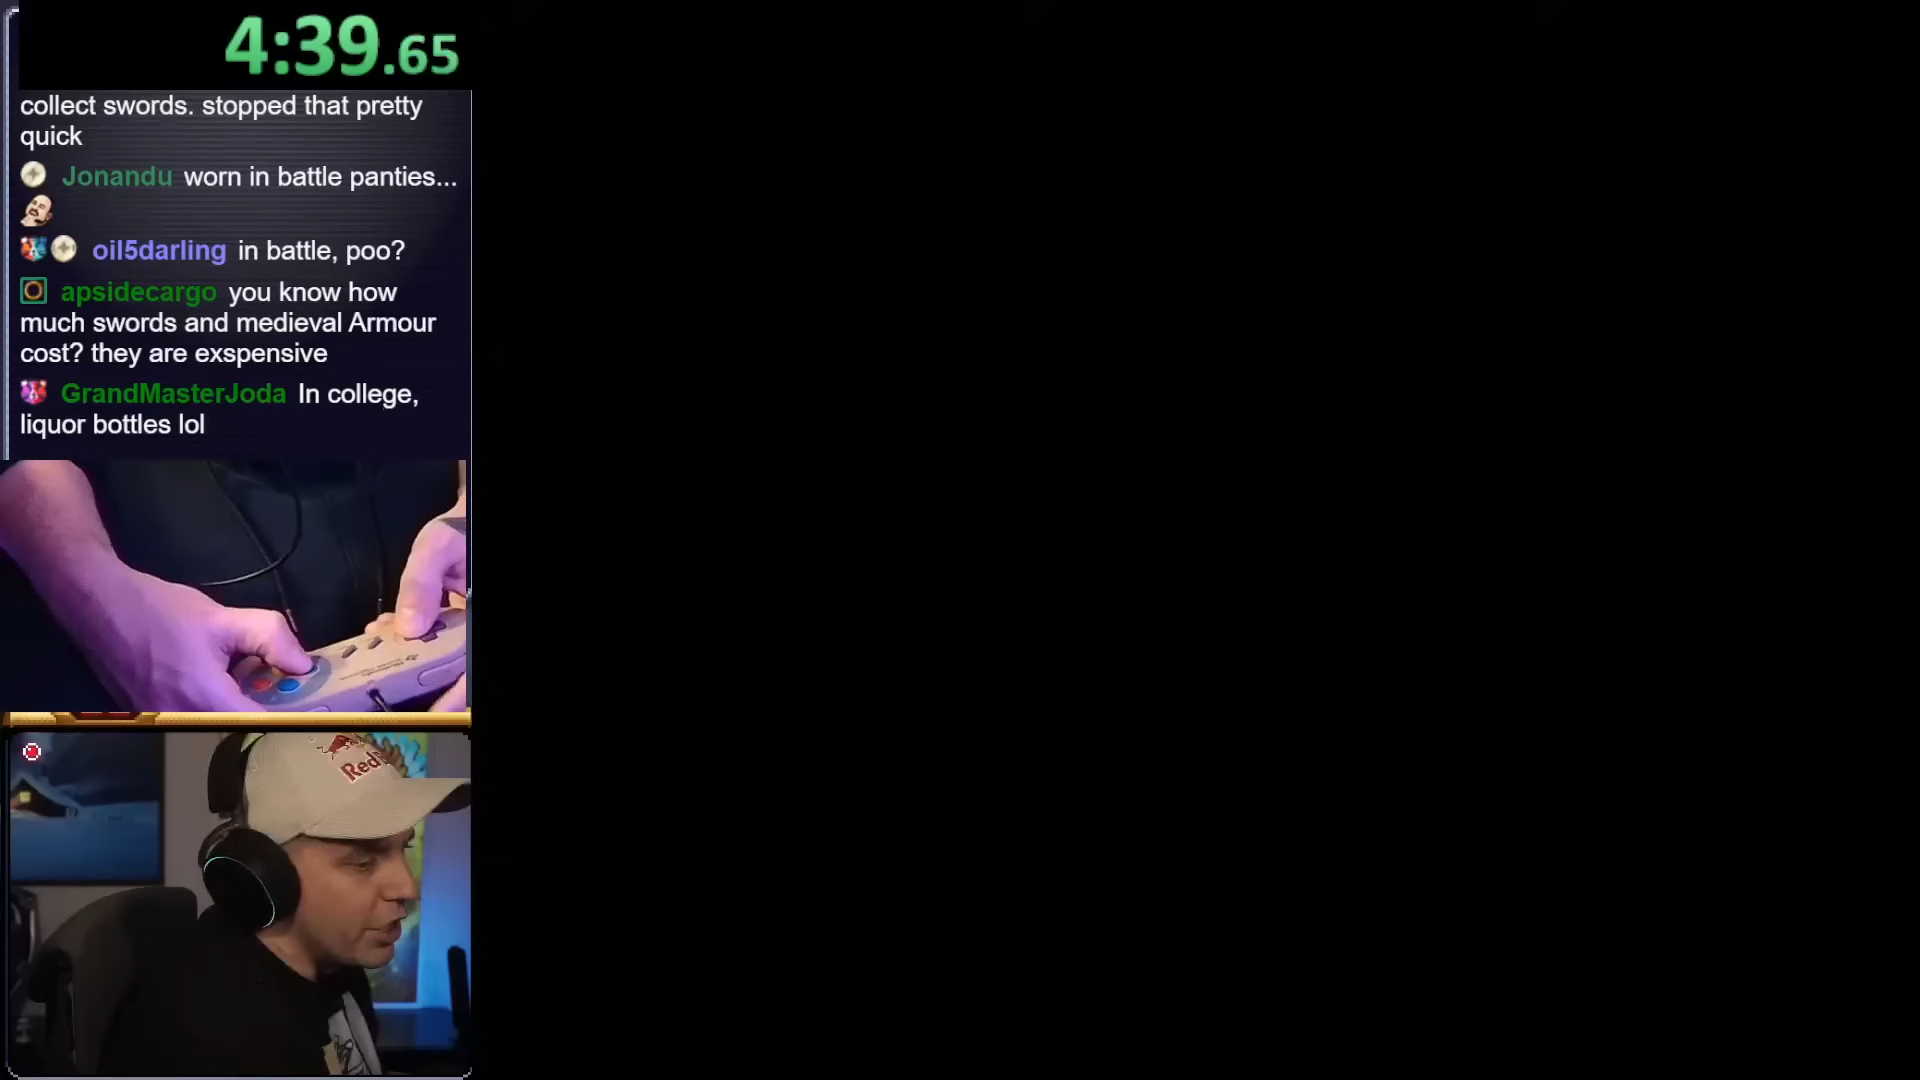 4:39.65
collect swords. stopped that pretty
quick
Jonandu worn in battle panties...
oil5darling in battle, poo?
apsidecargo you know how
much swords and medieval Armour
cost? they are exspensive
GrandMasterJoda In college,
liquor bottles lol